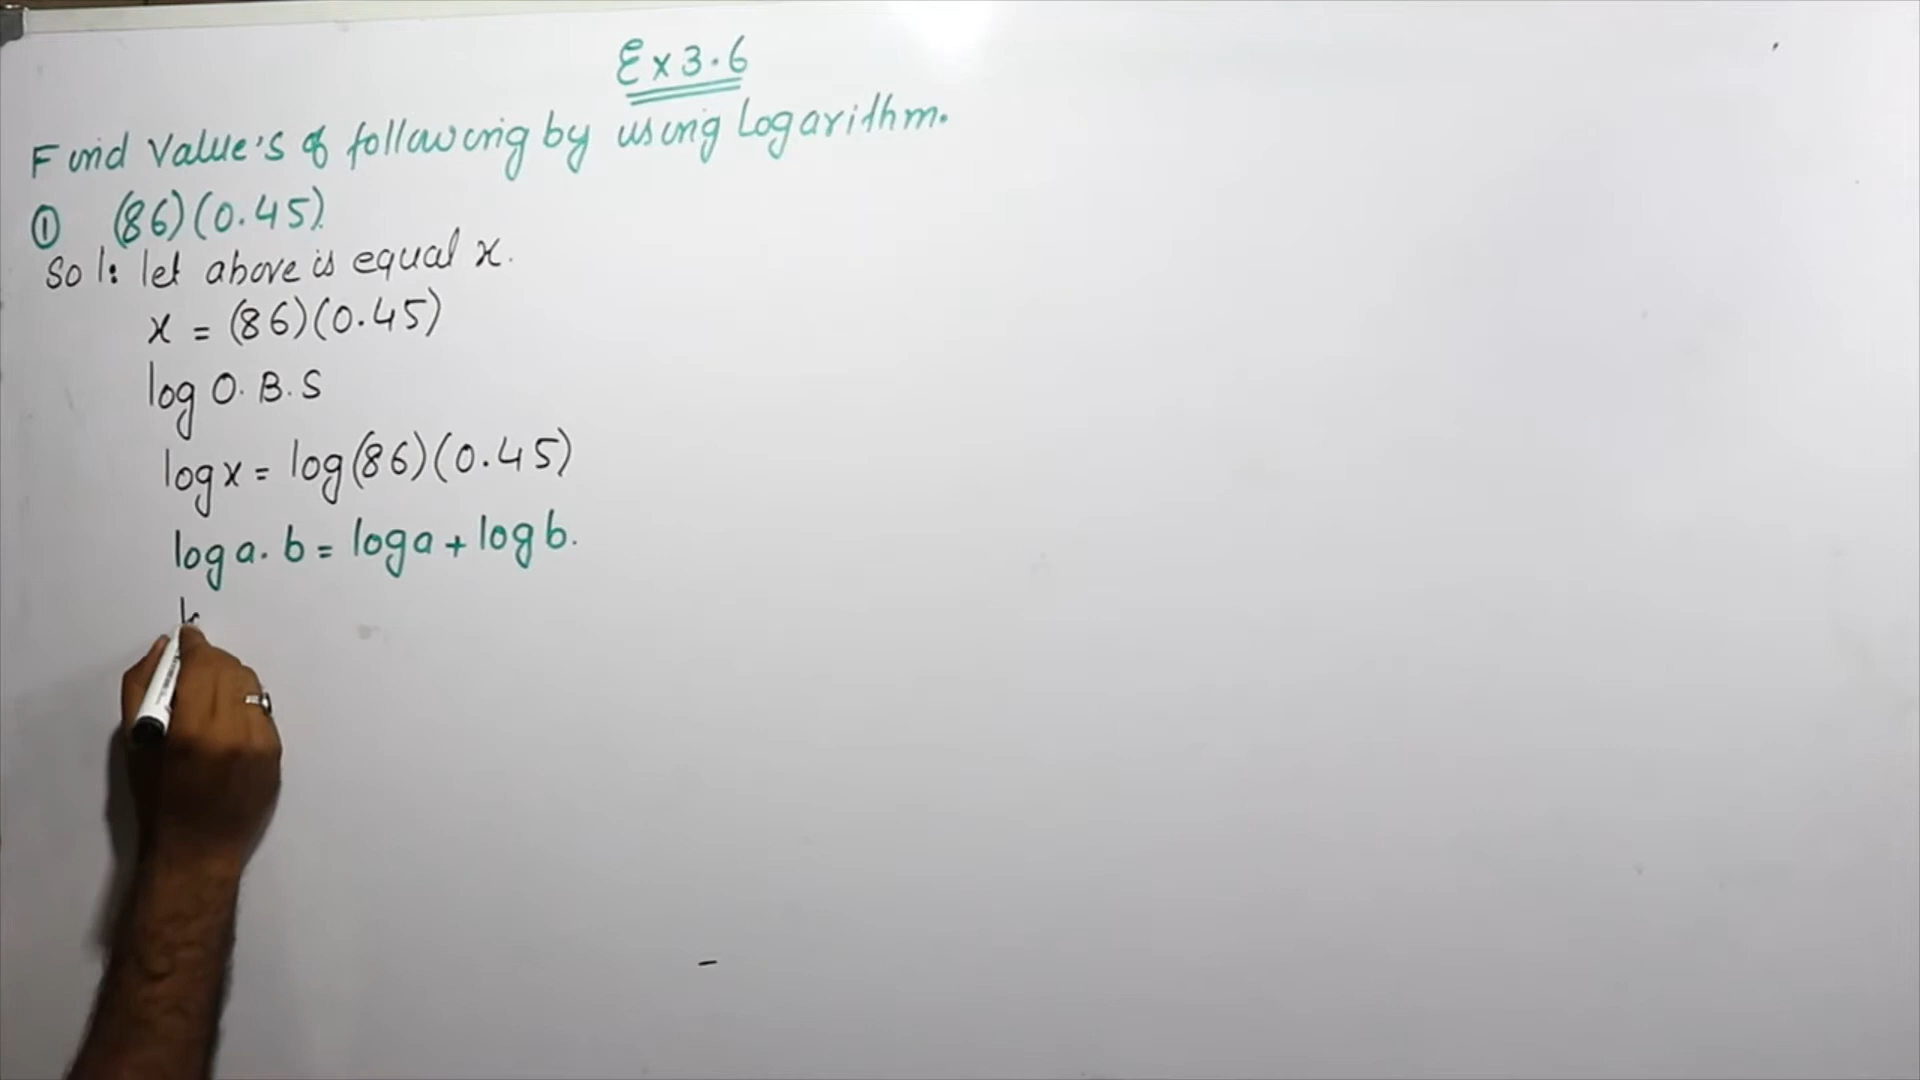 Ex 3.6
Find Value's of following by using Logarithm.
① (86)(0.45).
Sol: let above is equal x.
x = (86)(0.45)
log O.B.S
log x = log(86)(0.45)
log a.b = log a + log b.